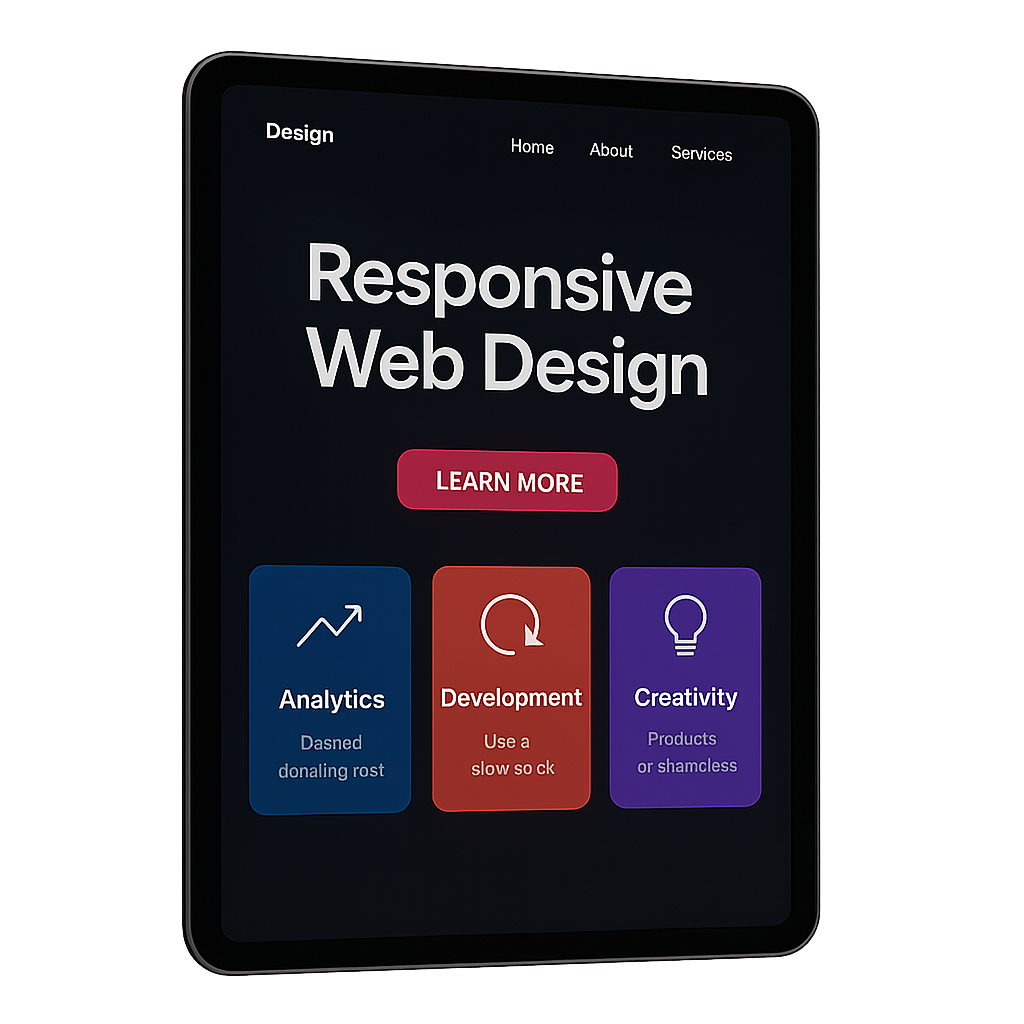 Design
Home About Services
Responsive
Web Design
LEARN MORE
Analytics
Dasned
donaling rost
Development
Use a
slow so ck
Creativity
Products
or shamcless